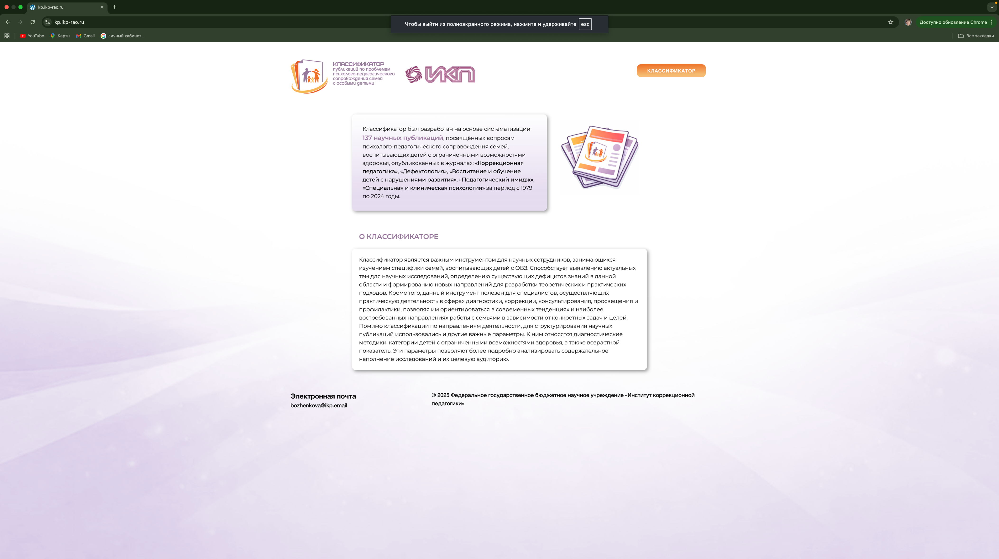 kp.ikp-rao.ru
kp.ikp-rao.ru
Чтобы выйти из полноэкранного режима, нажмите и удерживайте esc
Доступно обновление Chrome
YouTube
Карты
Gmail
личный кабинет...
Все закладки
КЛАССИФИКАТОР
публикаций по проблемам
психолого-педагогического
сопровождения семей
с особыми детьми
ИКП
КЛАССИФИКАТОР
Классификатор был разработан на основе систематизации
137 научных публикаций, посвящённых вопросам
психолого-педагогического сопровождения семей,
воспитывающих детей с ограниченными возможностями
здоровья, опубликованных в журналах: «Коррекционная
педагогика», «Дефектология», «Воспитание и обучение
детей с нарушениями развития», «Педагогический имидж»,
«Специальная и клиническая психология» за период с 1979
по 2024 годы.
О КЛАССИФИКАТОРЕ
Классификатор является важным инструментом для научных сотрудников, занимающихся
изучением специфики семей, воспитывающих детей с ОВЗ. Способствует выявлению актуальных
тем для научных исследований, определению существующих дефицитов знаний в данной
области и формированию новых направлений для разработки теоретических и практических
подходов. Кроме того, данный инструмент полезен для специалистов, осуществляющих
практическую деятельность в сферах диагностики, коррекции, консультирования, просвещения и
профилактики, позволяя им ориентироваться в современных тенденциях и наиболее
востребованных направлениях работы с семьями в зависимости от конкретных задач и целей.
Помимо классификации по направлениям деятельности, для структурирования научных
публикаций использовались и другие важные параметры. К ним относятся диагностические
методики, категории детей с ограниченными возможностями здоровья, а также возрастной
показатель. Эти параметры позволяют более подробно анализировать содержательное
наполнение исследований и их целевую аудиторию.
Электронная почта
bozhenkova@ikp.email
© 2025 Федеральное государственное бюджетное научное учреждение «Институт коррекционной
педагогики»